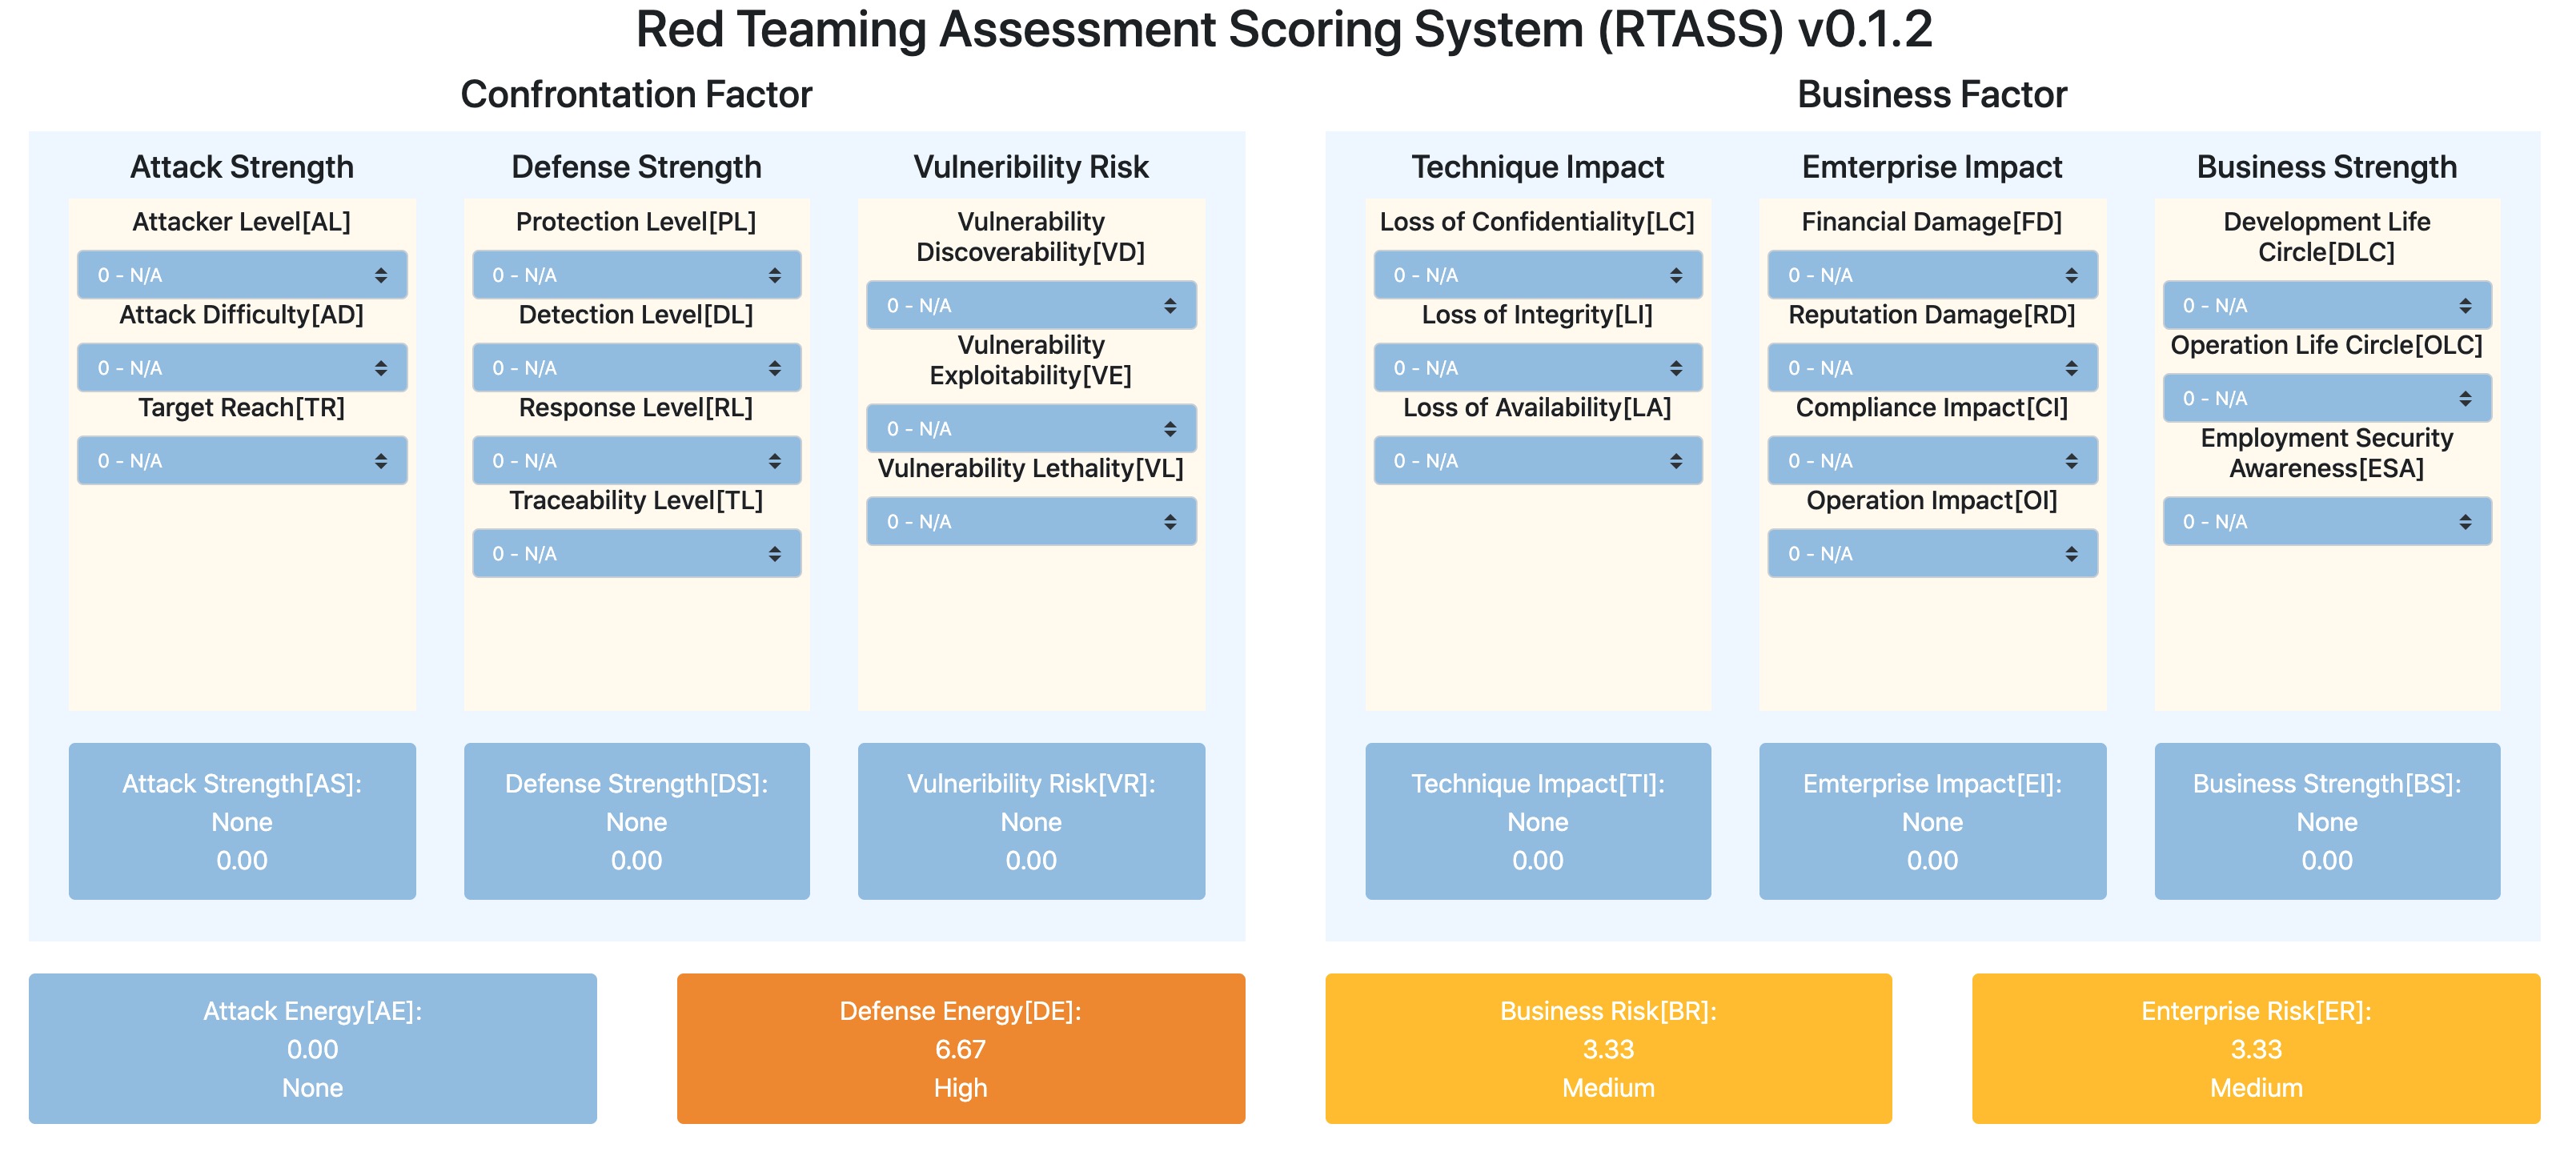 Red Teaming Assessment Scoring System (RTASS) v0.1.2
Confrontation Factor
Attack Strength
Attacker Level[AL]
0 - N/A
Attack Difficulty[AD]
0 - N/A
Target Reach[TR]
0 - N/A
Defense Strength
Protection Level[PL]
0 - N/A
Detection Level[DL]
0 - N/A
Response Level[RL]
0 - N/A
Traceability Level[TL]
0 - N/A
Vulneribility Risk
Vulnerability
Discoverability[VD]
0 - N/A
Vulnerability
Exploitability[VE]
0 - N/A
Vulnerability Lethality[VL]
0 - N/A
Attack Strength[AS]:
None
0.00
Defense Strength[DS]:
None
0.00
Vulneribility Risk[VR]:
None
0.00
Business Factor
Technique Impact
Loss of Confidentiality[LC]
0 - N/A
Loss of Integrity[LI]
0 - N/A
Loss of Availability[LA]
0 - N/A
Emterprise Impact
Financial Damage[FD]
0 - N/A
Reputation Damage[RD]
0 - N/A
Compliance Impact[CI]
0 - N/A
Operation Impact[OI]
0 - N/A
Business Strength
Development Life
Circle[DLC]
0 - N/A
Operation Life Circle[OLC]
0 - N/A
Employment Security
Awareness[ESA]
0 - N/A
Technique Impact[TI]:
None
0.00
Emterprise Impact[EI]:
None
0.00
Business Strength[BS]:
None
0.00
Attack Energy[AE]:
0.00
None
Defense Energy[DE]:
6.67
High
Business Risk[BR]:
3.33
Medium
Enterprise Risk[ER]:
3.33
Medium